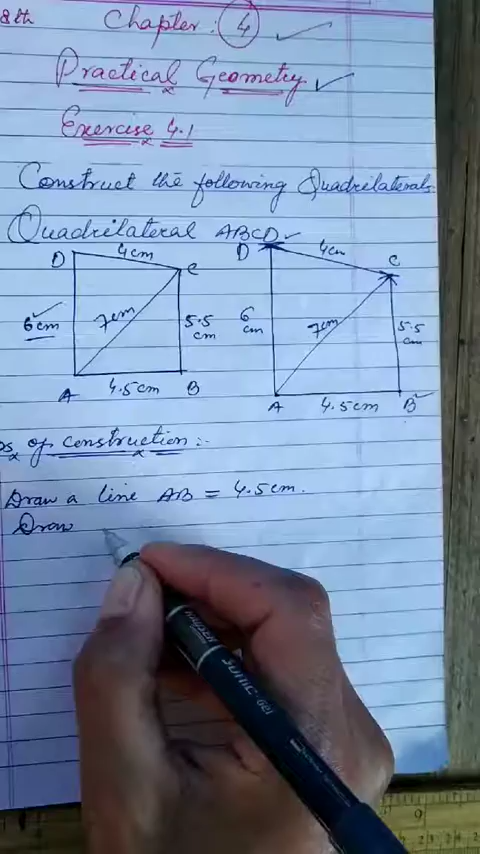 8th Chapter : 4
Practical Geometry
Exercise 4.1
Construct the following Quadrilaterals
Quadrilateral ABCD
D 4cm C
6cm 7cm 5.5 cm
A 4.5cm B
D 4cm C
6 cm 7cm 5.5 cm
A 4.5cm B
of construction :-
Draw a line AB = 4.5cm.
Draw